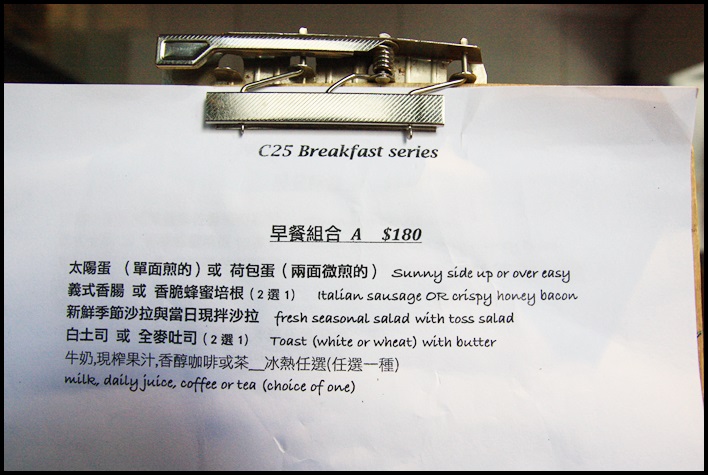 C25 Breakfast series
早餐組合 A $180
太陽蛋 （單面煎的）或 荷包蛋（兩面微煎的） Sunny side up or over easy
義式香腸 或 香脆蜂蜜培根（2 選 1） Italian sausage OR crispy honey bacon
新鮮季節沙拉與當日現拌沙拉 fresh seasonal salad with toss salad
白土司 或 全麥吐司（2 選 1） Toast (white or wheat) with butter
牛奶,現榨果汁,香醇咖啡或茶__冰熱任選(任選一種)
milk, daily juice, coffee or tea (choice of one)